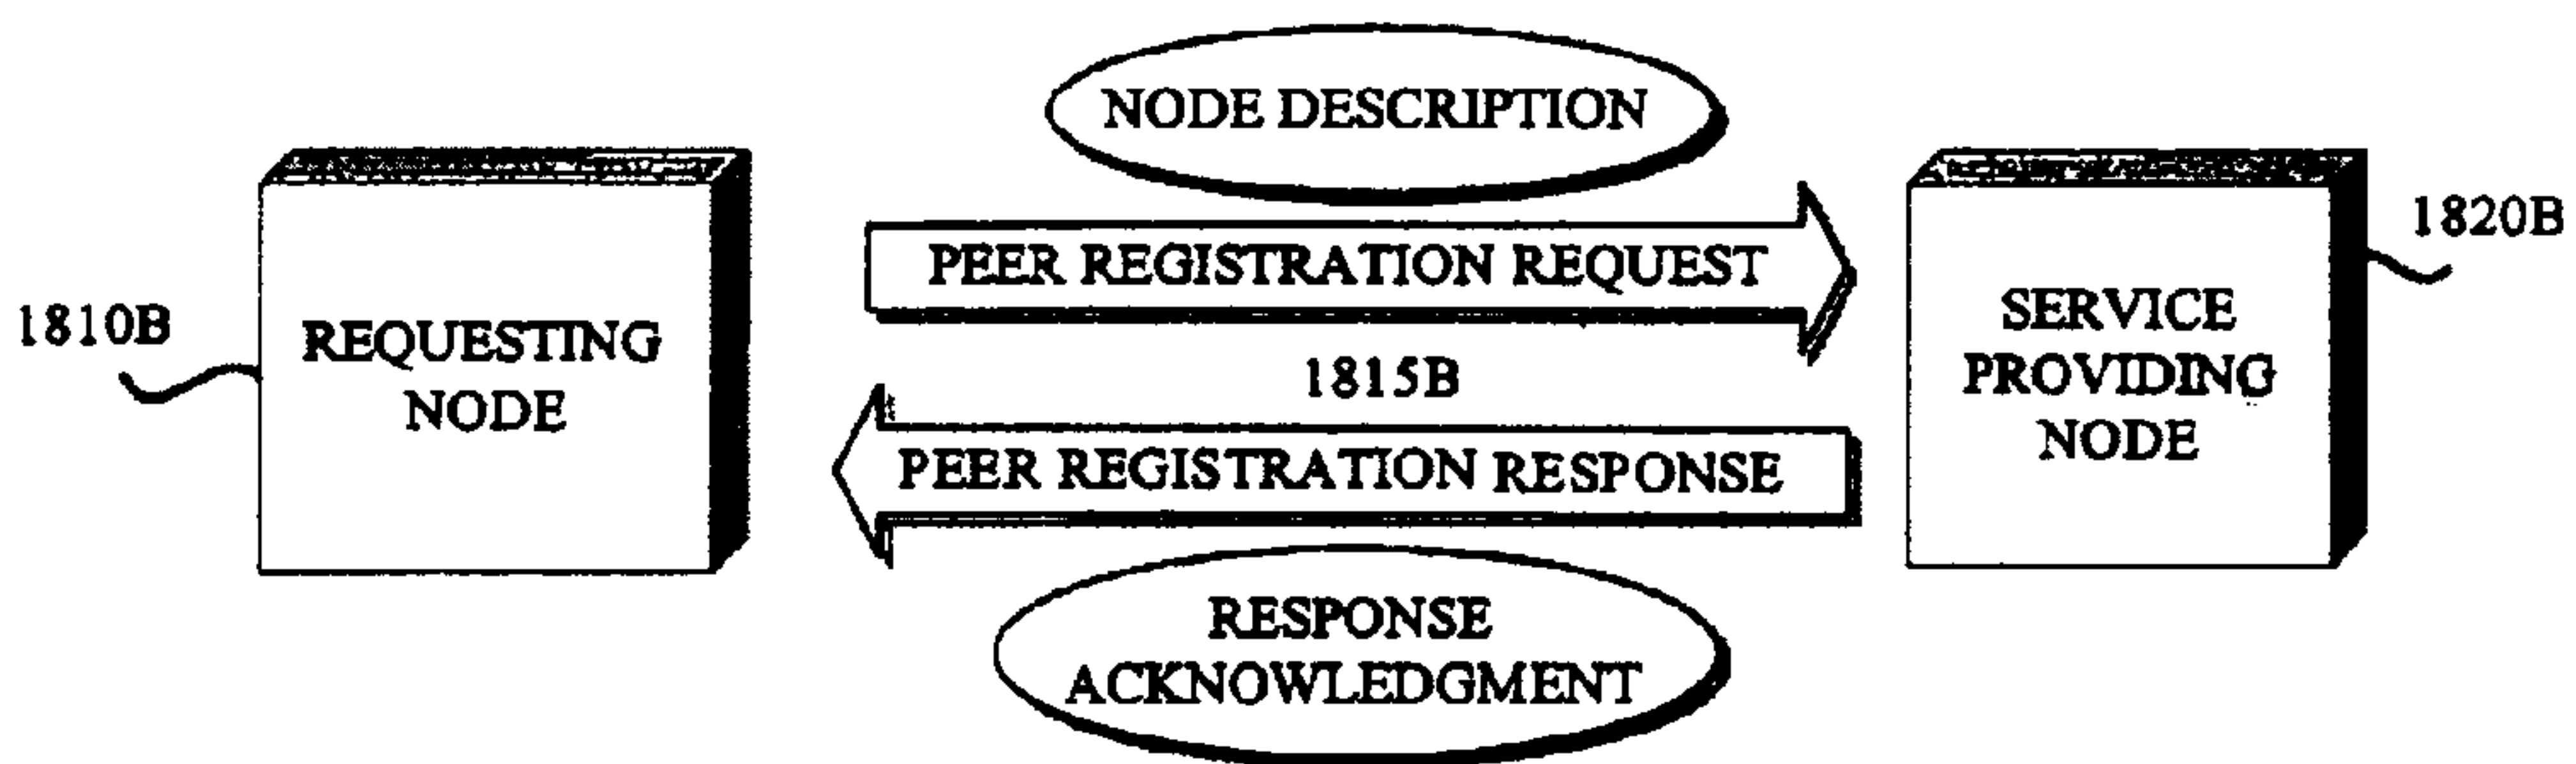 NODE DESCRIPTION
PEER REGISTRATION REQUEST
1820B
1810B
REQUESTING
NODE
SERVICE
PROVIDING
NODE
1815B
PEER REGISTRATION RESPONSE
RESPONSE
ACKNOWLEDGMENT